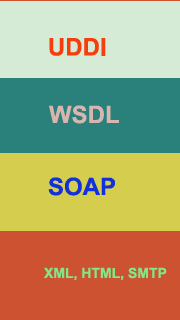 UDDI
WSDL
SOAP
XML, HTML, SMTP